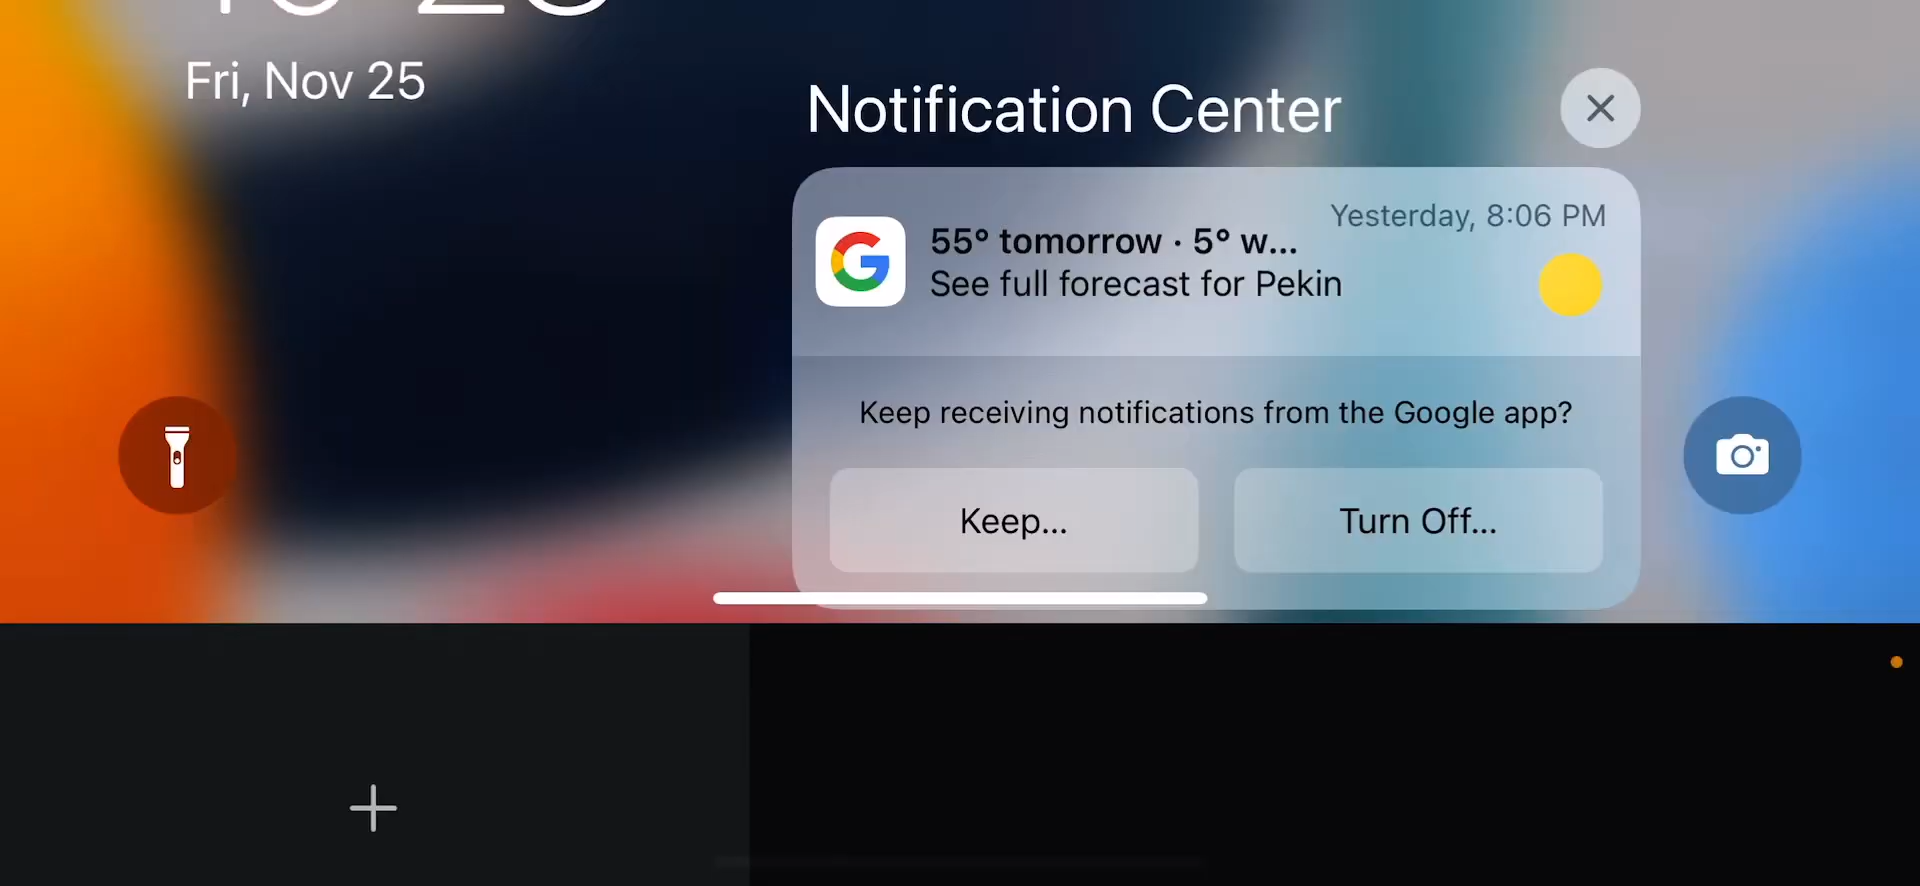 Fri, Nov 25
Notification Center
Yesterday, 8:06 PM
55° tomorrow · 5° w...
See full forecast for Pekin
Keep receiving notifications from the Google app?
Keep...
Turn Off...